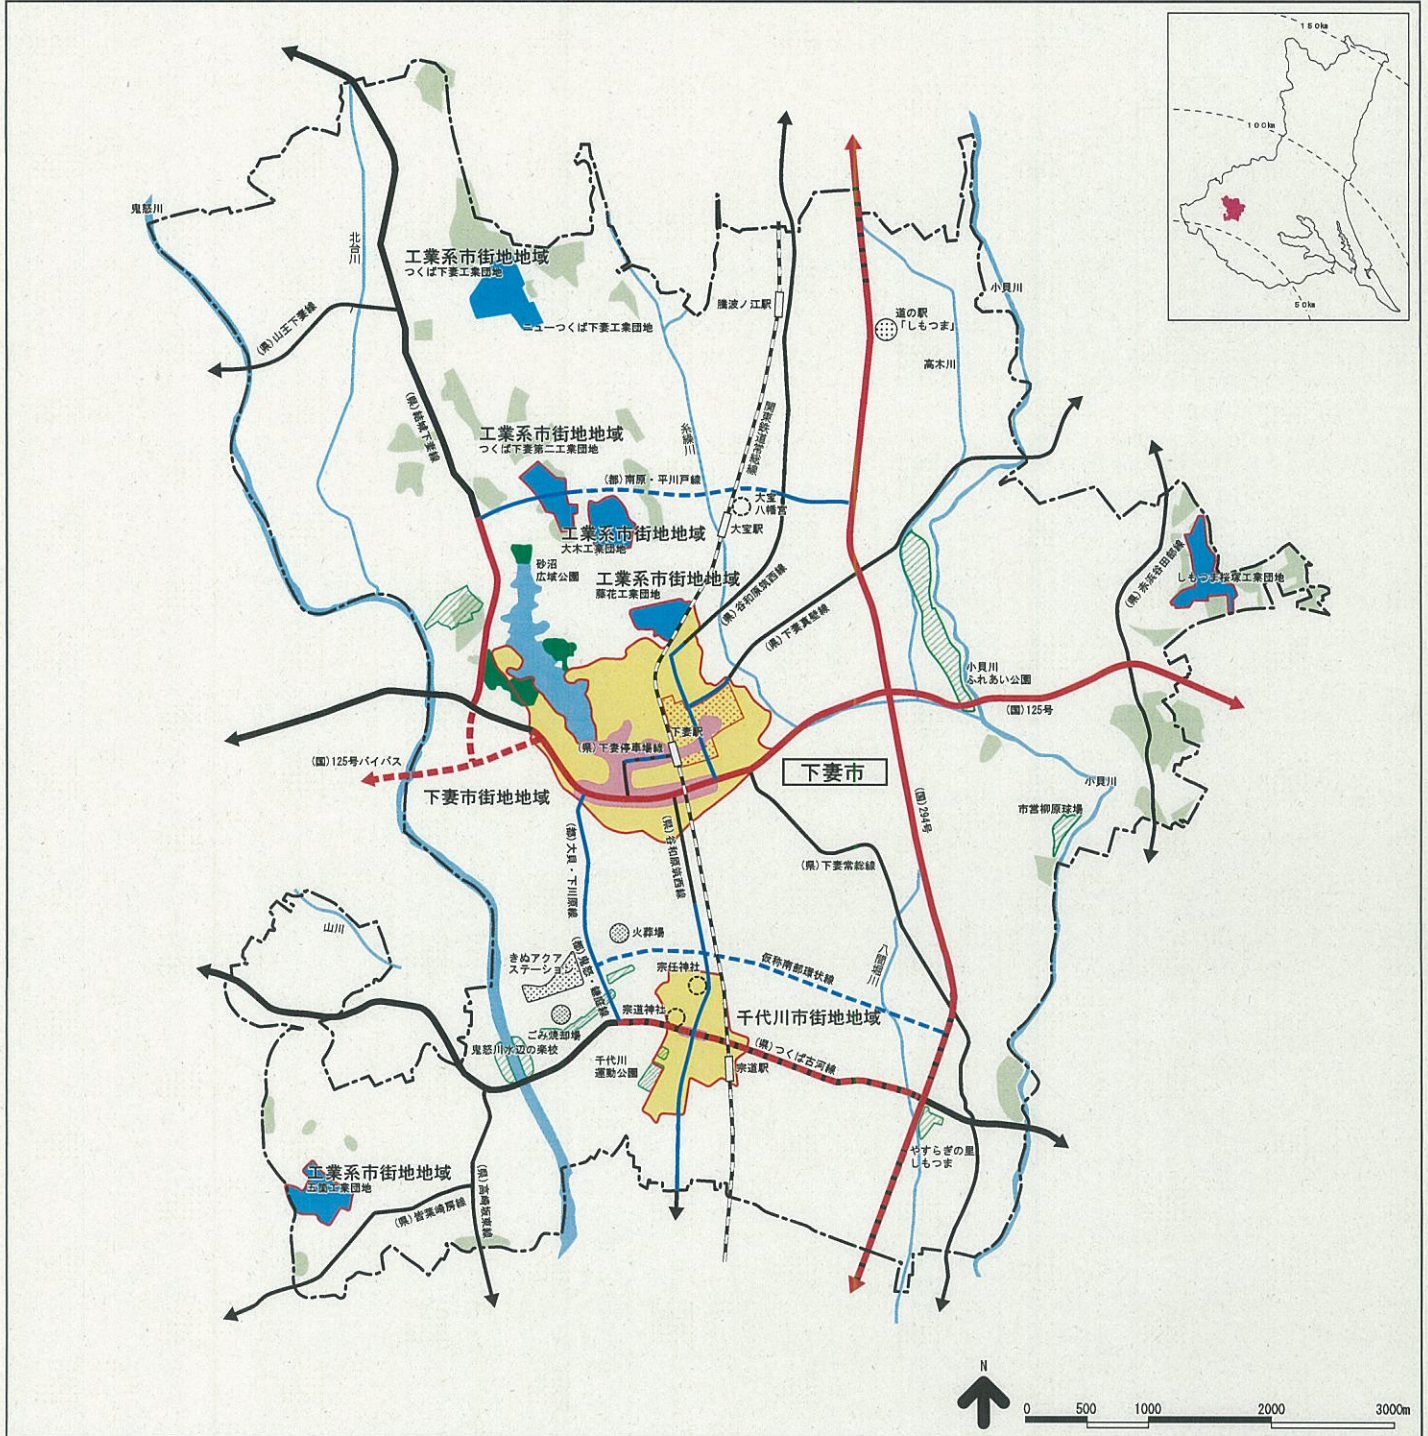 150km
100km
50km
鬼怒川
北台川
工業系市街地地域
つくば下妻工業団地
ニューつくば下妻工業団地
騰波ノ江駅
道の駅
「しもつま」
小貝川
高木川
(県)山王下妻線
(県)結城下妻線
工業系市街地地域
つくば下妻第二工業団地
糸繰川
関東鉄道常総線
(都)南原・平川戸線
大宝
八幡宮
大宝駅
工業系市街地地域
大木工業団地
砂沼
広域公園
工業系市街地地域
藤花工業団地
(県)谷和原筑西線
(県)下妻真壁線
(県)赤浜谷田部線
しもつま桜塚工業団地
小貝川
ふれあい公園
(国)125号
下妻駅
(県)下妻停車場線
(国)125号バイパス
下妻市
下妻市街地地域
小貝川
(国)294号
市営柳原球場
(都)大貝・下川原線
(県)谷和原筑西線
(県)下妻常総線
山川
火葬場
きぬアクア
ステーション
宗任神社
仮称南部環状線
八間堀川
宗道神社
千代川市街地地域
ごみ焼却場
鬼怒川水辺の楽校
(県)つくば古河線
千代川
運動公園
宗道駅
やすらぎの里
しもつま
工業系市街地地域
五箇工業団地
(県)皆葉崎房線
(県)高崎坂東線
N
0 500 1000 2000 3000m